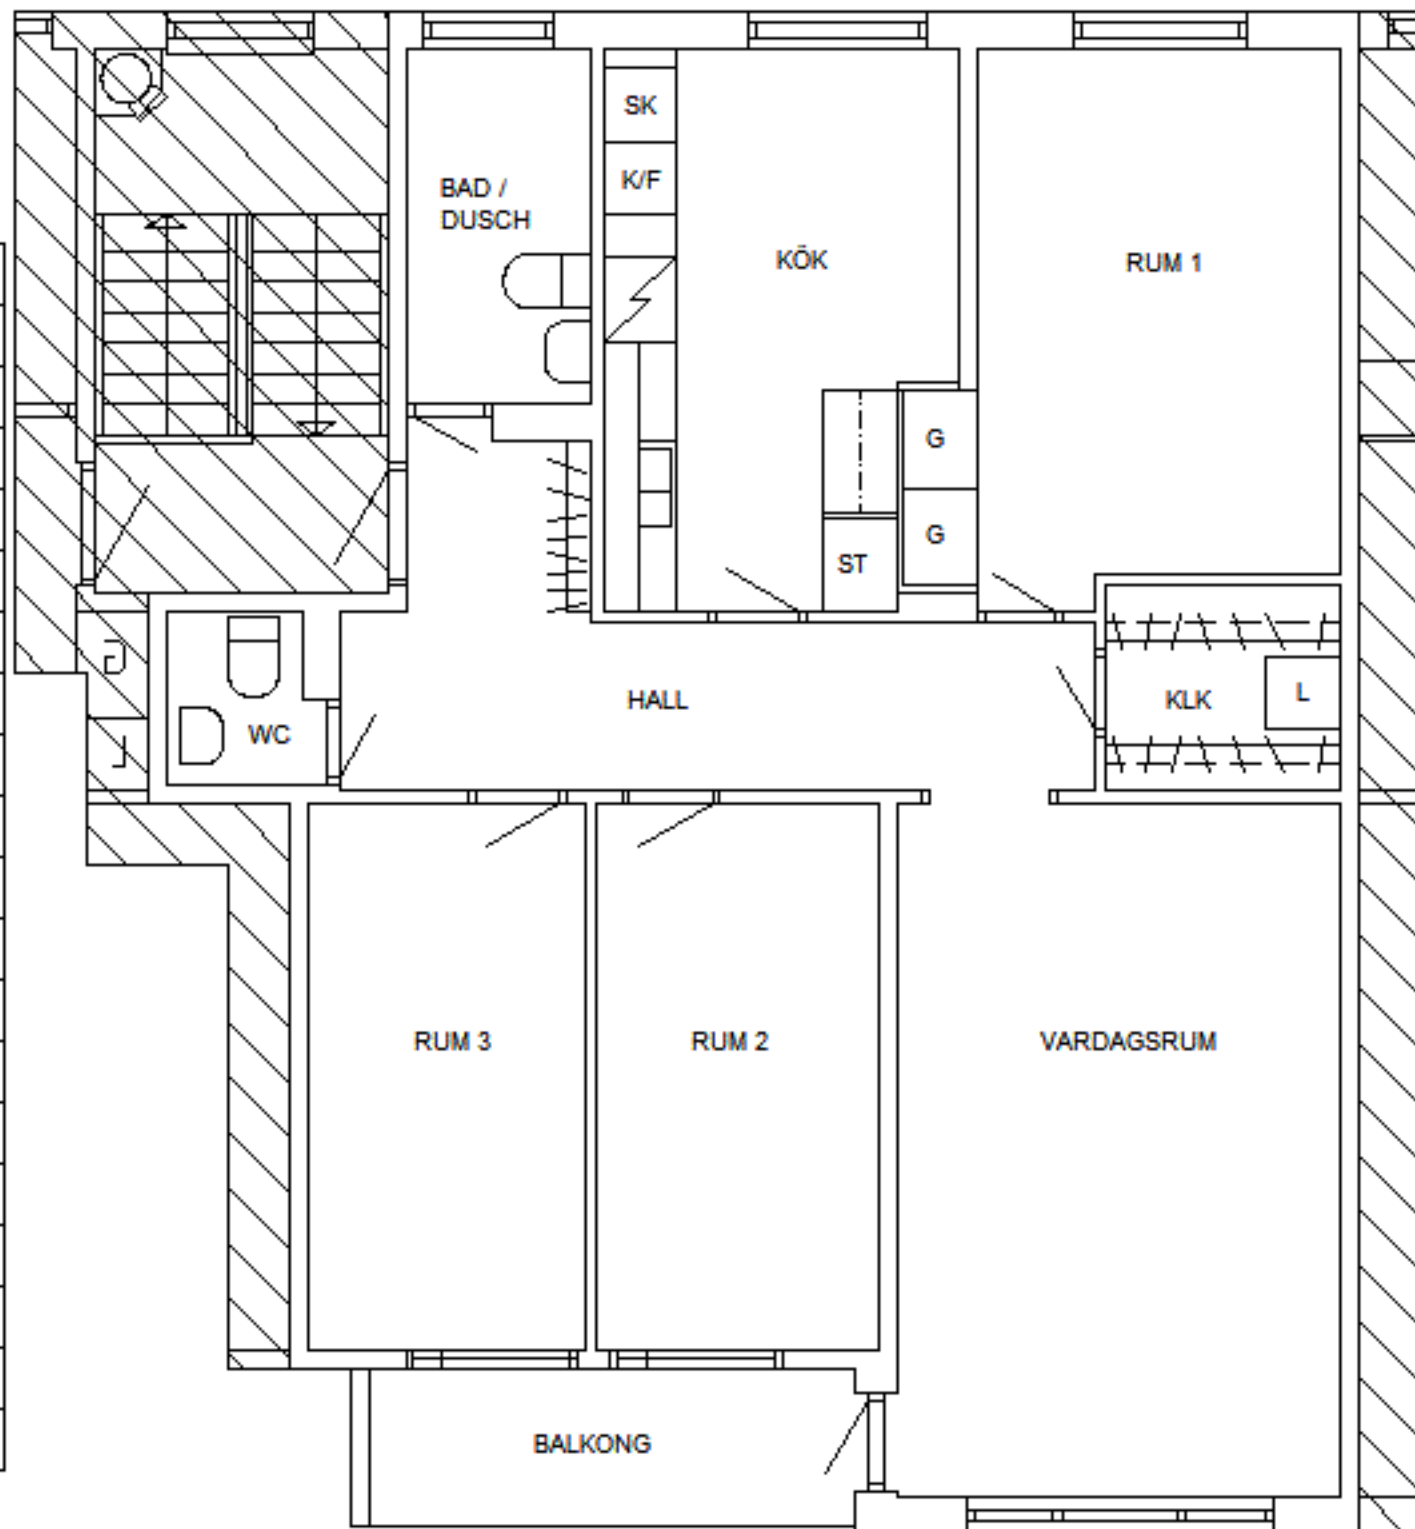 SK
K/F
BAD /
DUSCH
KÖK
RUM 1
G
G
ST
G
L
HALL
KLK
L
WC
RUM 3
RUM 2
VARDAGSRUM
BALKONG